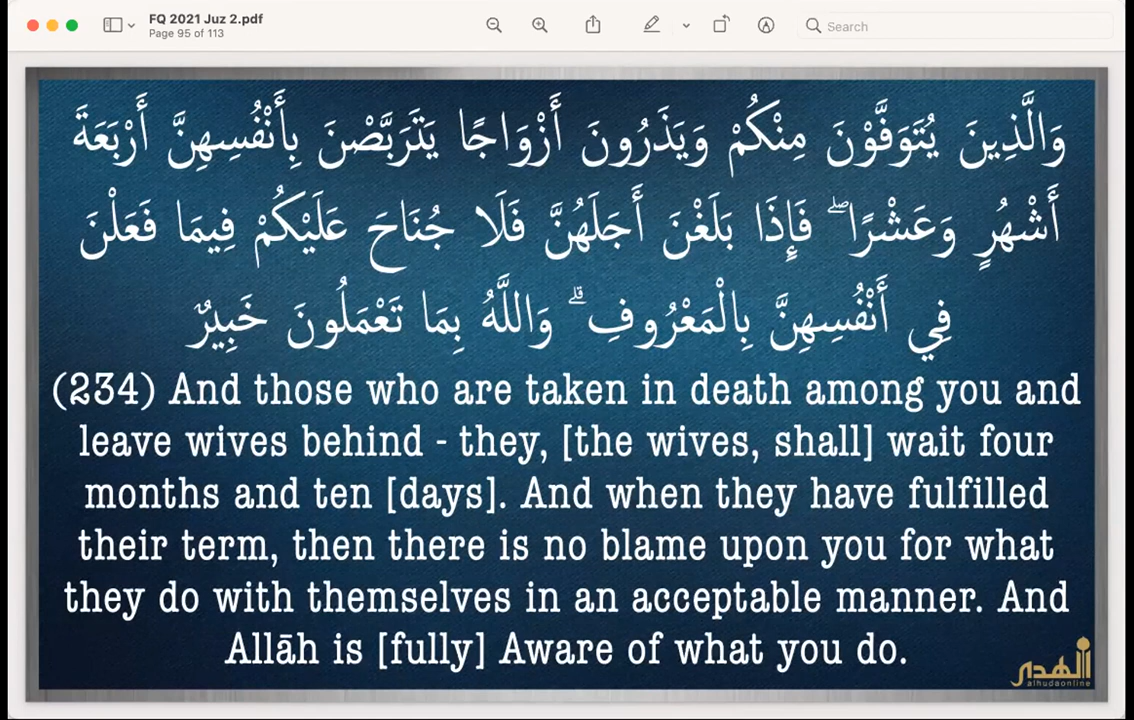 FQ 2021 Juz 2.pdf
Page 95 of 113
Search
وَالَّذِينَ يُتَوَفَّوْنَ مِنْكُمْ وَيَذَرُونَ أَزْوَاجًا يَتَرَبَّصْنَ بِأَنْفُسِهِنَّ أَرْبَعَةَ
أَشْهُرٍ وَعَشْرًا ۖ فَإِذَا بَلَغْنَ أَجَلَهُنَّ فَلَا جُنَاحَ عَلَيْكُمْ فِيمَا فَعَلْنَ
فِي أَنْفُسِهِنَّ بِالْمَعْرُوفِ ۗ وَاللَّهُ بِمَا تَعْمَلُونَ خَبِيرٌ
(234) And those who are taken in death among you and
leave wives behind - they, [the wives, shall] wait four
months and ten [days]. And when they have fulfilled
their term, then there is no blame upon you for what
they do with themselves in an acceptable manner. And
Allāh is [fully] Aware of what you do.
الهدى
alhudaonline